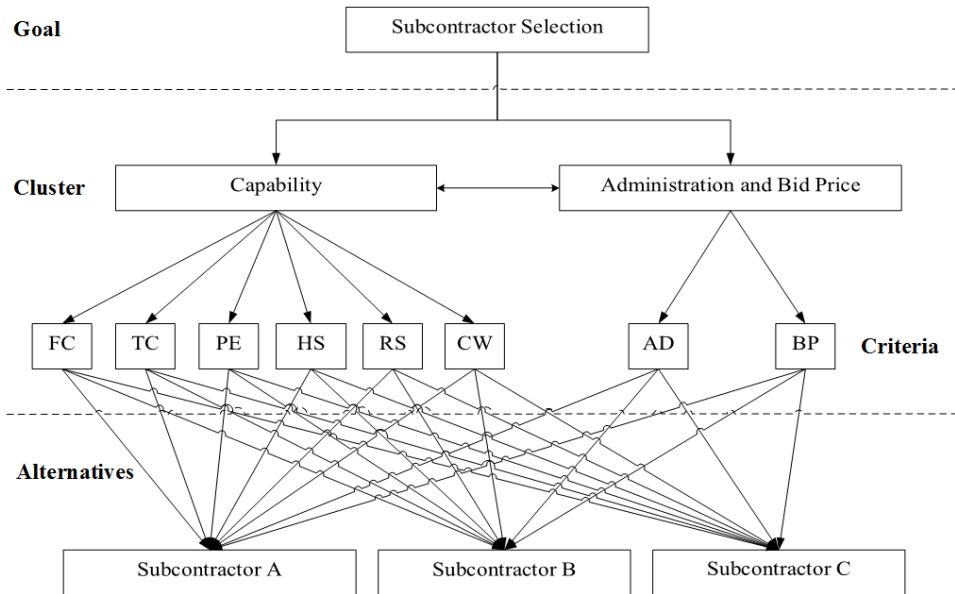 Goal
Subcontractor Selection
Cluster
Capability
Administration and Bid Price
FC
TC
PE
HS
RS
CW
AD
BP
Criteria
Alternatives
Subcontractor A
Subcontractor B
Subcontractor C